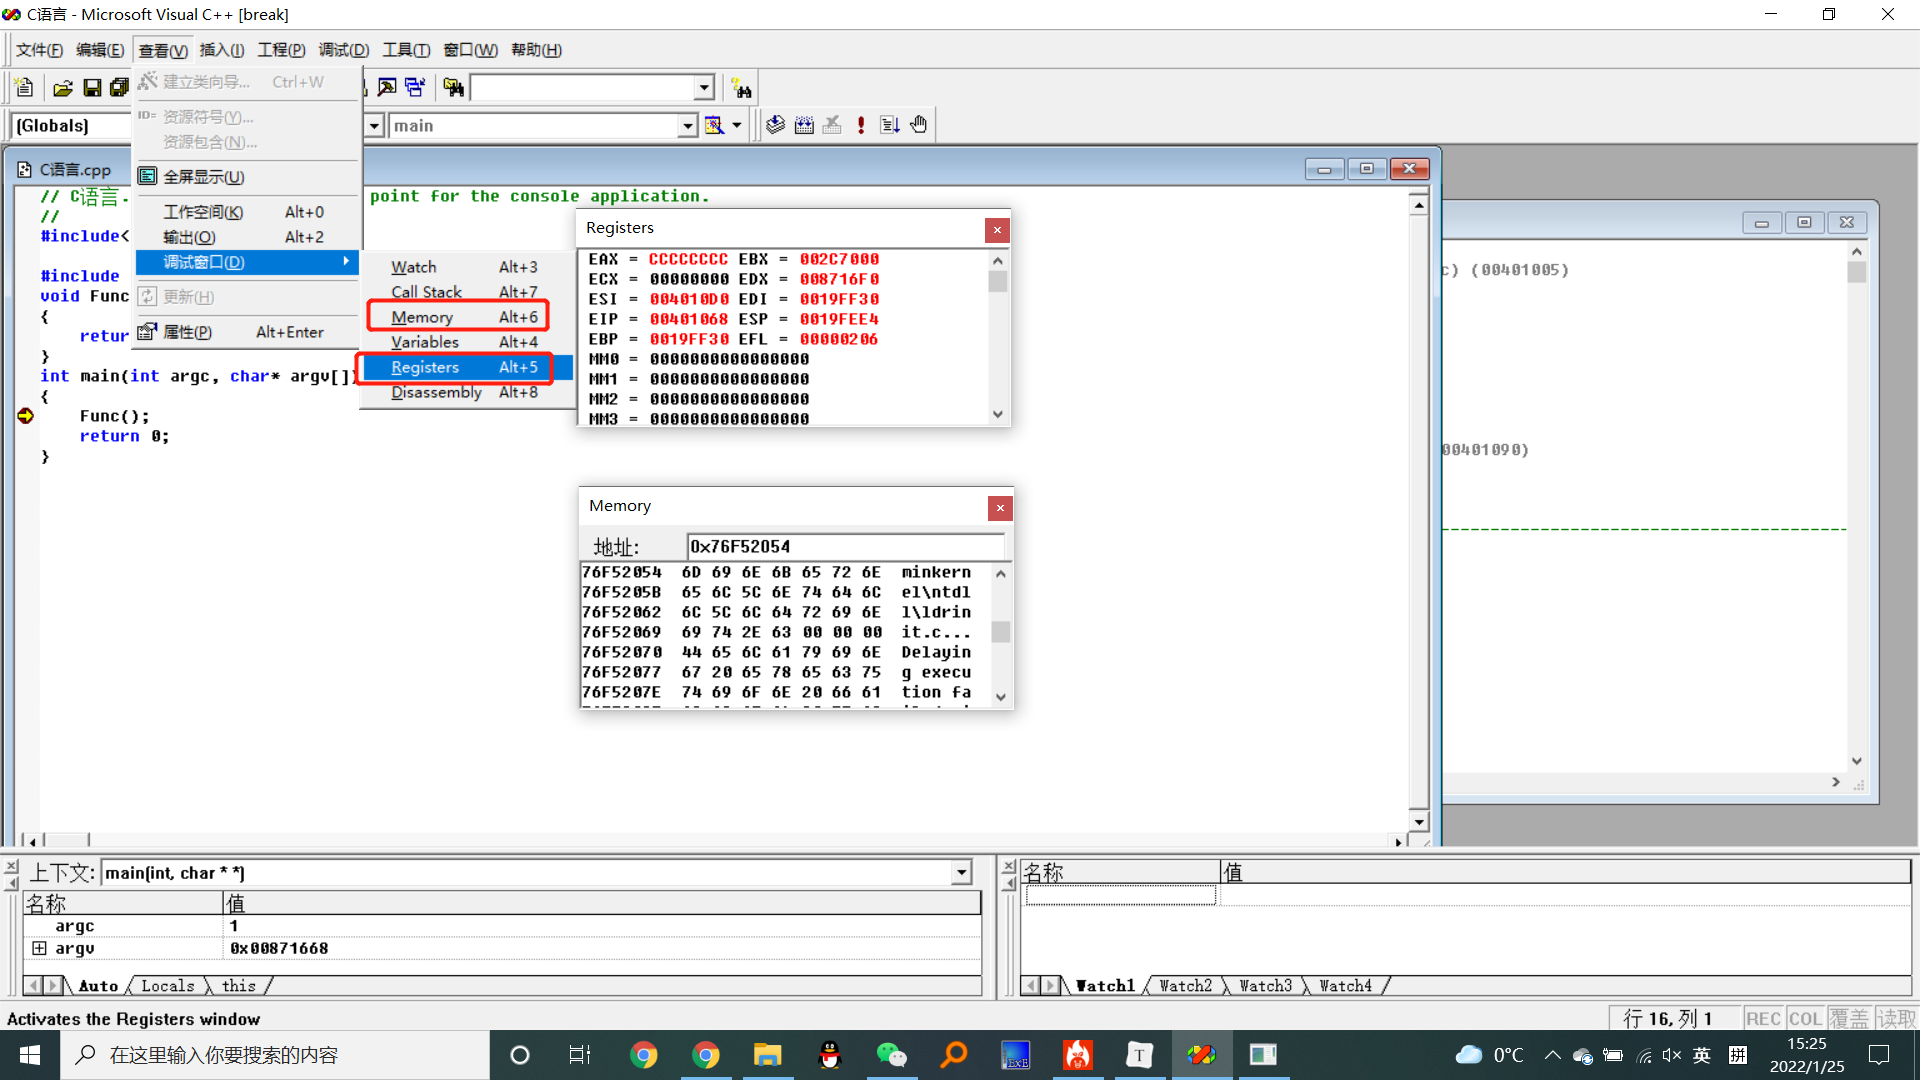 C语言 - Microsoft Visual C++ [break]
文件(F) 编辑(E) 查看(V) 插入(I) 工程(P) 调试(D) 工具(T) 窗口(W) 帮助(H)
建立类向导... Ctrl+W
资源符号(Y)...
资源包含(N)...
全屏显示(U)
工作空间(K) Alt+0
输出(O) Alt+2
调试窗口(D)
更新(H)
属性(P) Alt+Enter
Watch Alt+3
Call Stack Alt+7
Memory Alt+6
Variables Alt+4
Registers Alt+5
Disassembly Alt+8
(Globals)
main
C语言.cpp
// C语言. point for the console application.
//
#include<
#include
void Func
{
retur
}
int main(int argc, char* argv[])
{
Func();
return 0;
}
Registers
EAX = CCCCCCCC EBX = 002C7000
ECX = 00000000 EDX = 008716F0
ESI = 004010D0 EDI = 0019FF30
EIP = 00401068 ESP = 0019FEE4
EBP = 0019FF30 EFL = 00000206
MM0 = 0000000000000000
MM1 = 0000000000000000
MM2 = 0000000000000000
MM3 = 0000000000000000
Memory
地址: 0x76F52054
76F52054 6D 69 6E 6B 65 72 6E minkern
76F5205B 65 6C 5C 6E 74 64 6C el\ntdl
76F52062 6C 5C 6C 64 72 69 6E l\ldrin
76F52069 69 74 2E 63 00 00 00 it.c...
76F52070 44 65 6C 61 79 69 6E Delayin
76F52077 67 20 65 78 65 63 75 g execu
76F5207E 74 69 6F 6E 20 66 61 tion fa
c) (00401005)
00401090)
上下文: main(int, char * *)
名称 值
argc 1
argv 0x00871668
Auto Locals this
名称 值
Watch1 Watch2 Watch3 Watch4
Activates the Registers window
行 16, 列 1 REC COL 覆盖 读取
在这里输入你要搜索的内容
ExE
T
0°C
英
拼
15:25
2022/1/25